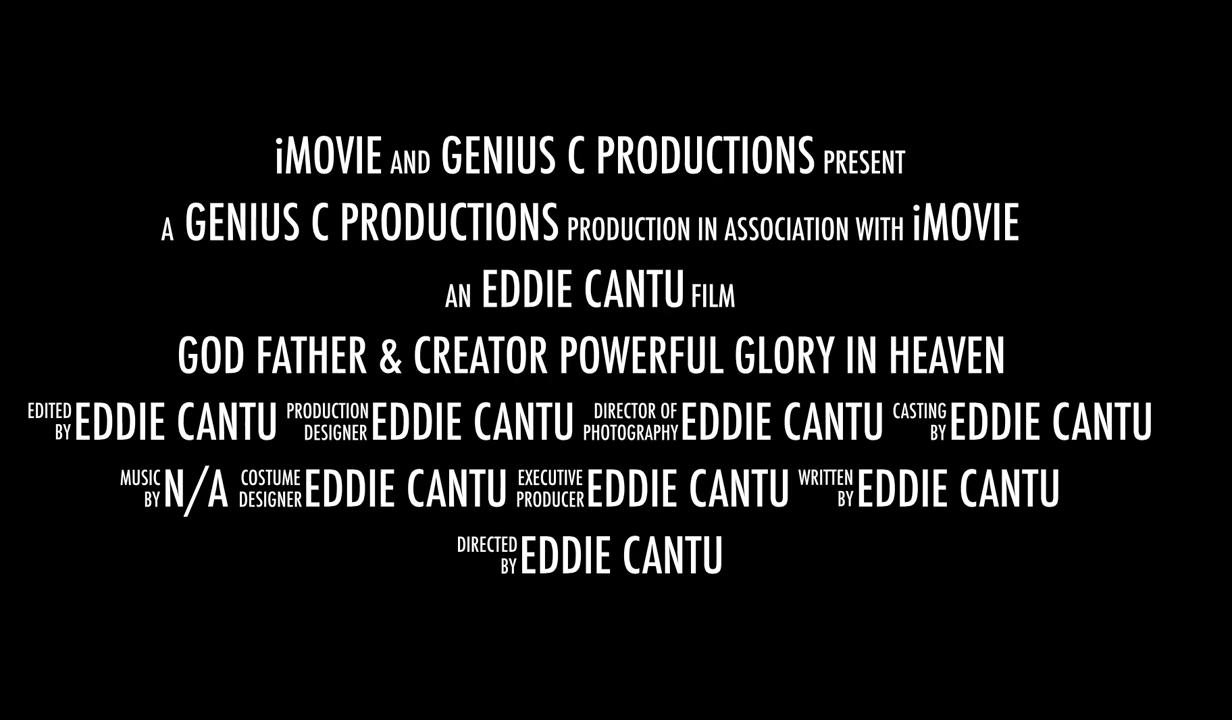 iMOVIE AND GENIUS C PRODUCTIONS PRESENT
A GENIUS C PRODUCTIONS PRODUCTION IN ASSOCIATION WITH iMOVIE
AN EDDIE CANTU FILM
GOD FATHER & CREATOR POWERFUL GLORY IN HEAVEN
EDITED BY EDDIE CANTU PRODUCTION DESIGNER EDDIE CANTU DIRECTOR OF PHOTOGRAPHY EDDIE CANTU CASTING BY EDDIE CANTU
MUSIC BY N/A COSTUME DESIGNER EDDIE CANTU EXECUTIVE PRODUCER EDDIE CANTU WRITTEN BY EDDIE CANTU
DIRECTED BY EDDIE CANTU